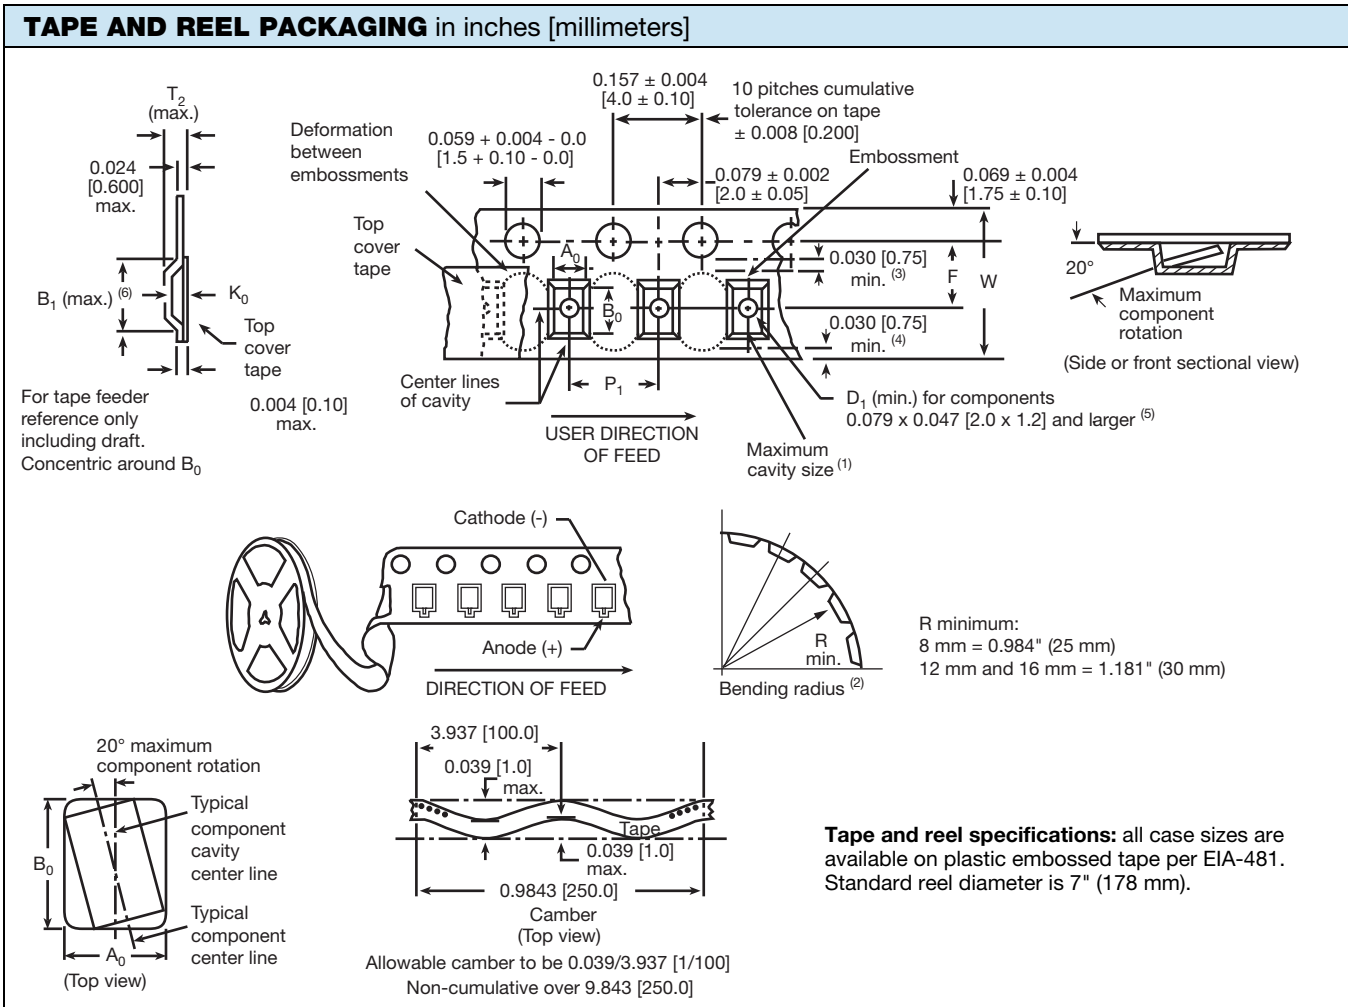 TAPE AND REEL PACKAGING in inches [millimeters]
T2
(max.)
0.024
[0.600]
max.
B1 (max.) (6)
K0
Top
cover
tape
0.004 [0.10]
max.
For tape feeder
reference only
including draft.
Concentric around B0
Deformation
between
embossments
Top
cover
tape
0.059 + 0.004 - 0.0
[1.5 + 0.10 - 0.0]
0.157 ± 0.004
[4.0 ± 0.10]
10 pitches cumulative
tolerance on tape
± 0.008 [0.200]
Embossment
0.079 ± 0.002
[2.0 ± 0.05]
0.069 ± 0.004
[1.75 ± 0.10]
A0
B0
0.030 [0.75]
min. (3)
F
W
0.030 [0.75]
min. (4)
Center lines
of cavity
P1
USER DIRECTION
OF FEED
D1 (min.) for components
0.079 x 0.047 [2.0 x 1.2] and larger (5)
Maximum
cavity size (1)
20°
Maximum
component
rotation
(Side or front sectional view)
Cathode (-)
Anode (+)
DIRECTION OF FEED
R
min.
Bending radius (2)
R minimum:
8 mm = 0.984" (25 mm)
12 mm and 16 mm = 1.181" (30 mm)
20° maximum
component rotation
Typical
component
cavity
center line
B0
Typical
component
center line
A0
(Top view)
3.937 [100.0]
0.039 [1.0]
max.
Tape
0.039 [1.0]
max.
0.9843 [250.0]
Camber
(Top view)
Allowable camber to be 0.039/3.937 [1/100]
Non-cumulative over 9.843 [250.0]
Tape and reel specifications: all case sizes are
available on plastic embossed tape per EIA-481.
Standard reel diameter is 7" (178 mm).